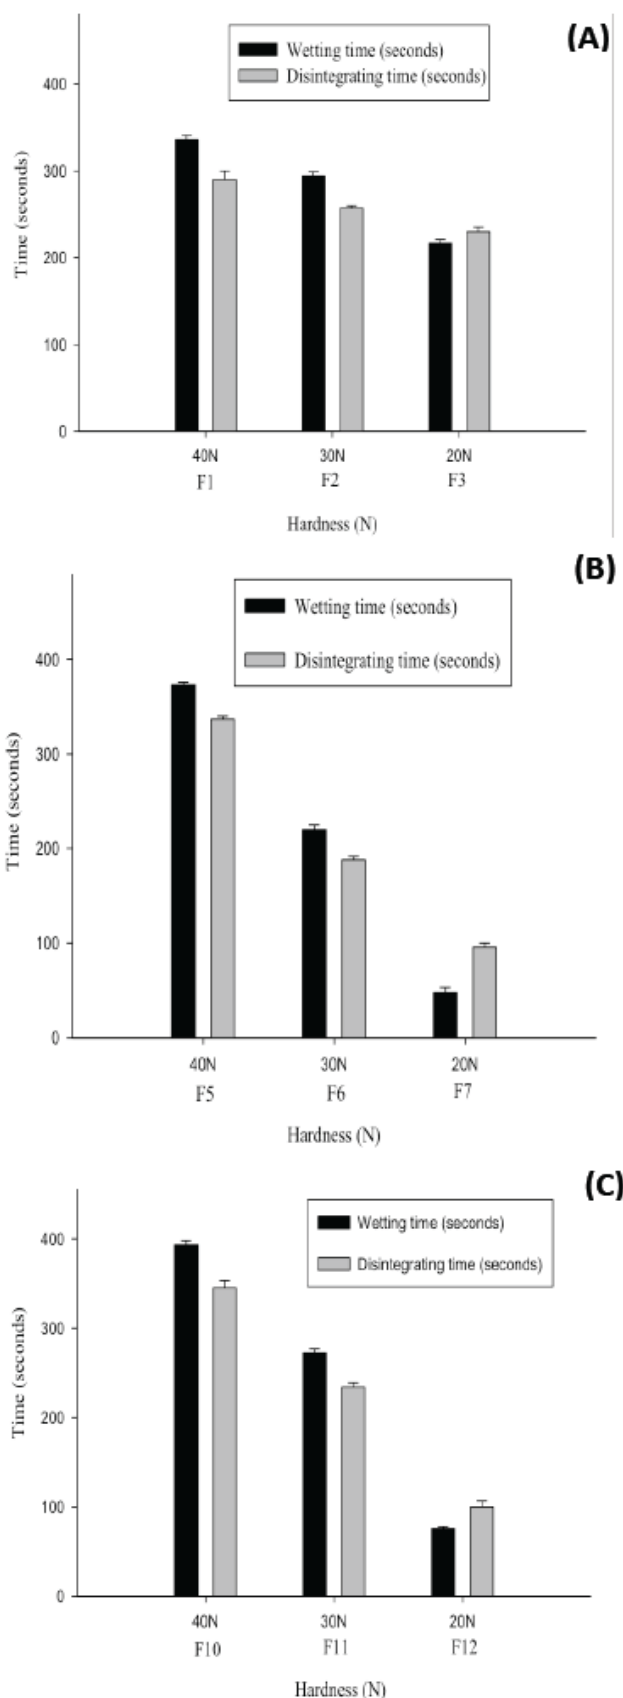 (A)
Wetting time (seconds)
Disintegrating time (seconds)
400
300
200
100
0
Time (seconds)
40N 30N 20N
F1 F2 F3
Hardness (N)
(B)
Wetting time (seconds)
Disintegrating time (seconds)
400
300
200
100
0
Time (seconds)
40N 30N 20N
F5 F6 F7
Hardness (N)
(C)
Wetting time (seconds)
Disintegrating time (seconds)
400
300
200
100
0
Time (seconds)
40N 30N 20N
F10 F11 F12
Hardness (N)